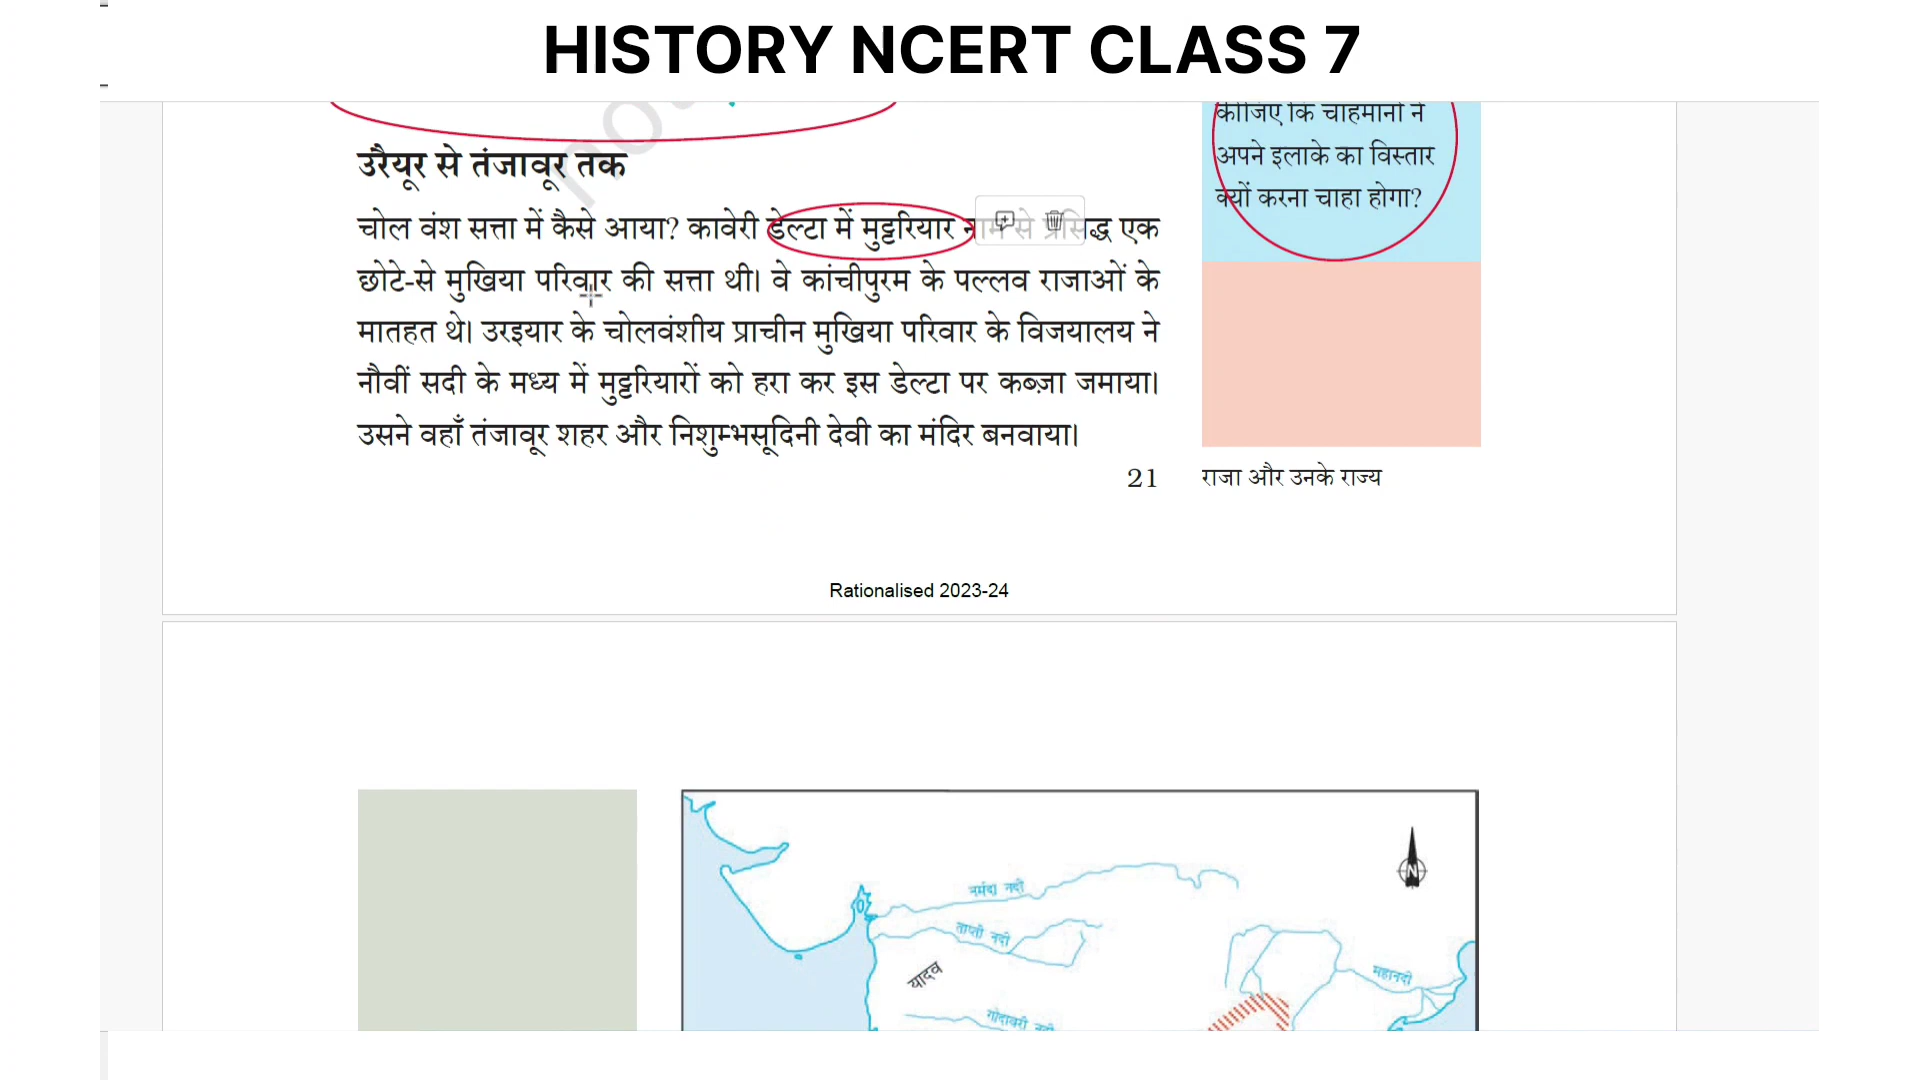 HISTORY NCERT CLASS 7
उरैयूर से तंजावूर तक
चोल वंश सत्ता में कैसे आया? कावेरी डेल्टा में मुट्टरियार नाम से प्रसिद्ध एक
छोटे-से मुखिया परिवार की सत्ता थी। वे कांचीपुरम के पल्लव राजाओं के
मातहत थे। उरइयार के चोलवंशीय प्राचीन मुखिया परिवार के विजयालय ने
नौवीं सदी के मध्य में मुट्टरियारों को हरा कर इस डेल्टा पर कब्ज़ा जमाया।
उसने वहाँ तंजावूर शहर और निशुम्भसूदिनी देवी का मंदिर बनवाया।
21
कीजिए कि चाहमानों ने
अपने इलाके का विस्तार
क्यों करना चाहा होगा?
राजा और उनके राज्य
Rationalised 2023-24
N
नर्मदा नदी
ताप्ती नदी
यादव
महानदी
गोदावरी नदी